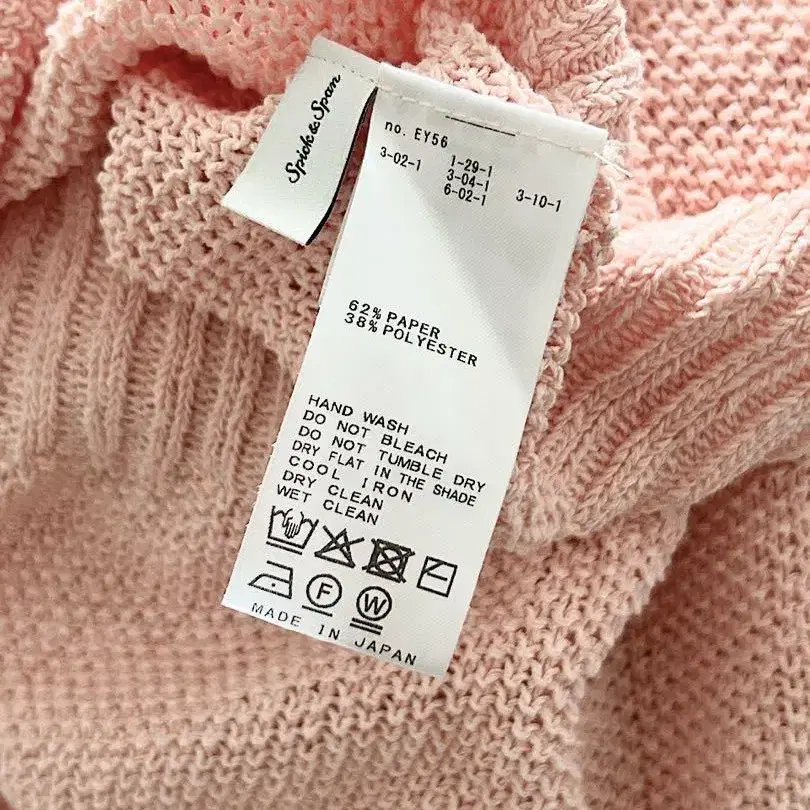 Spick & Span
no. EY56
1-29-1
3-02-1 3-04-1 3-10-1
6-02-1
62% PAPER
38% POLYESTER
HAND WASH
DO NOT BLEACH
DO NOT TUMBLE DRY
DRY FLAT IN THE SHADE
COOL IRON
DRY CLEAN
WET CLEAN
F W
MADE IN JAPAN